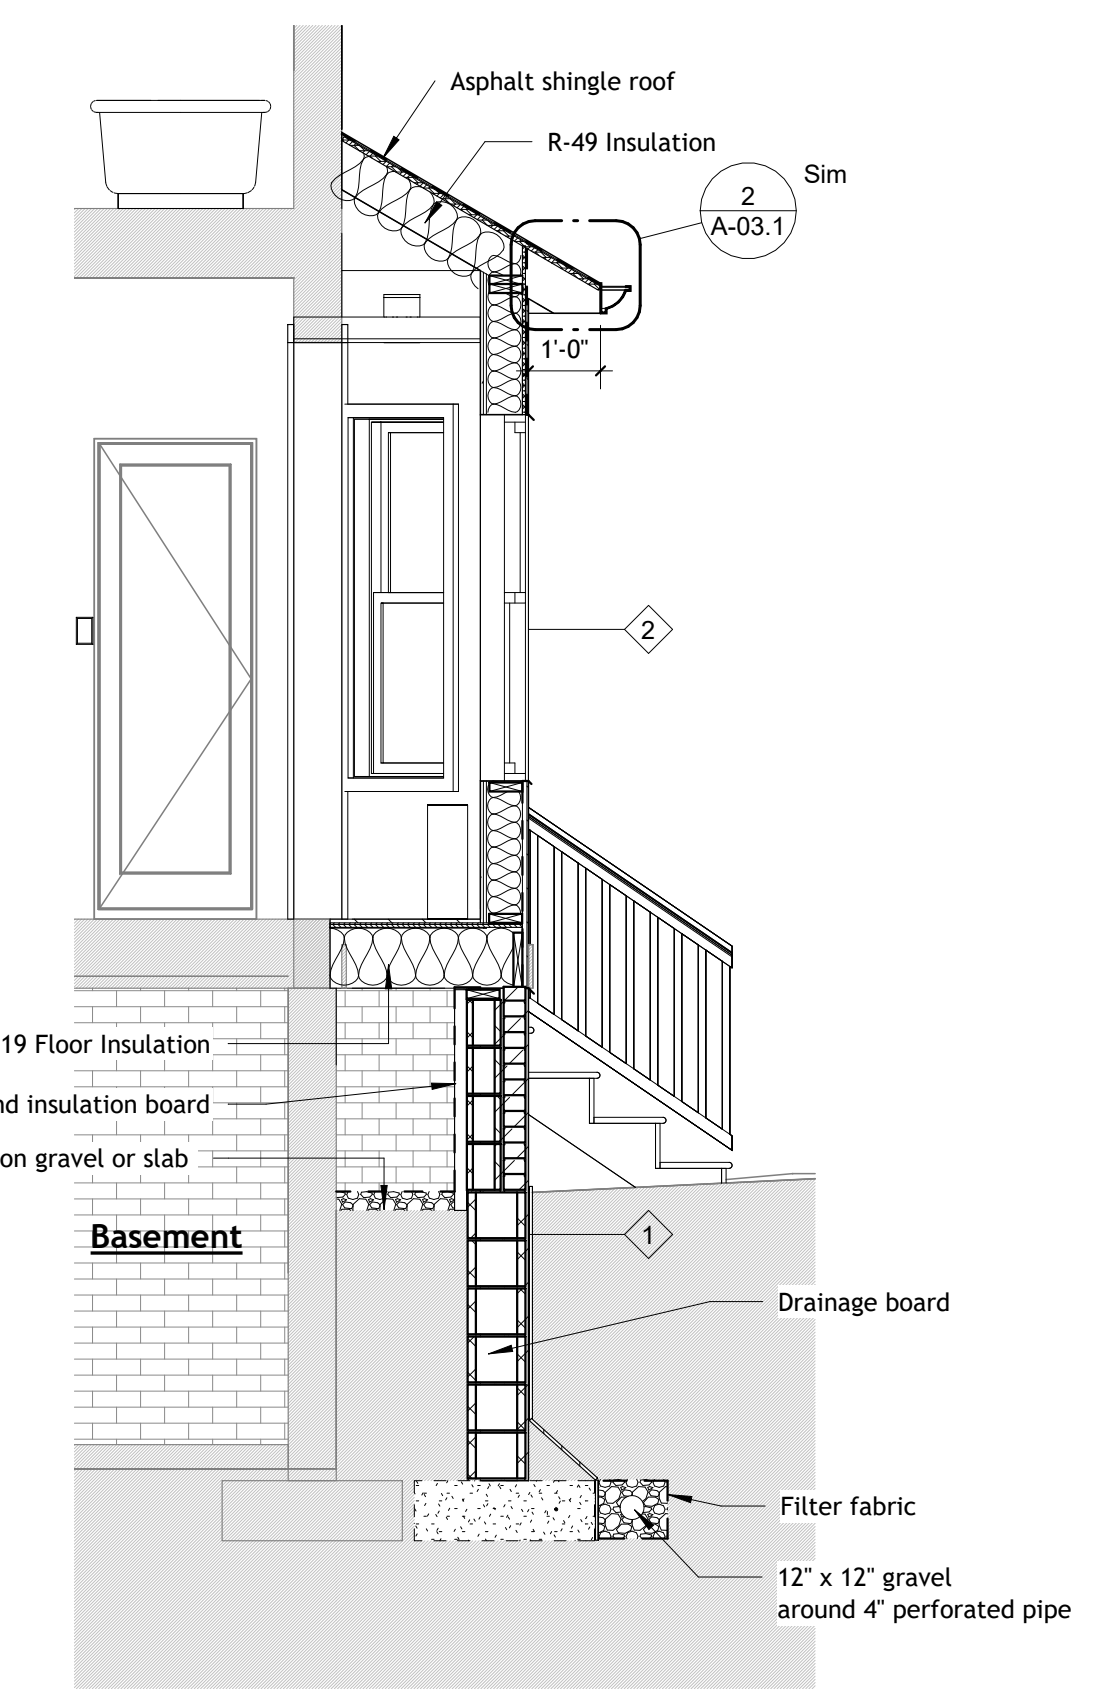 Asphalt shingle roof
R-49 Insulation
Sim
2
A-03.1
1'-0"
2
19 Floor Insulation
insulation board
on gravel or slab
Basement
1
Drainage board
Filter fabric
12" x 12" gravel
around 4" perforated pipe